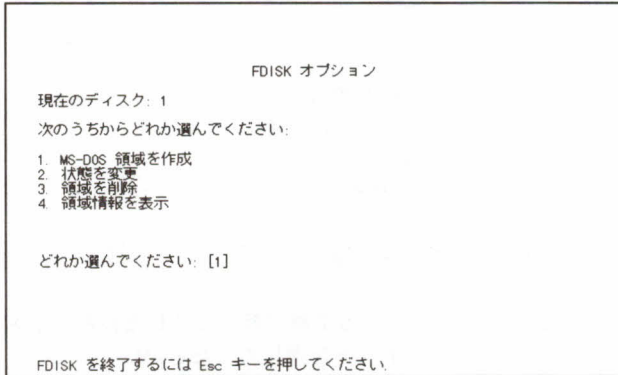 FDISK オプション
現在のディスク: 1
次のうちからどれか選んでください:
1. MS-DOS 領域を作成
2. 状態を変更
3. 領域を削除
4. 領域情報を表示
どれか選んでください: [1]
FDISK を終了するには Esc キーを押してください.